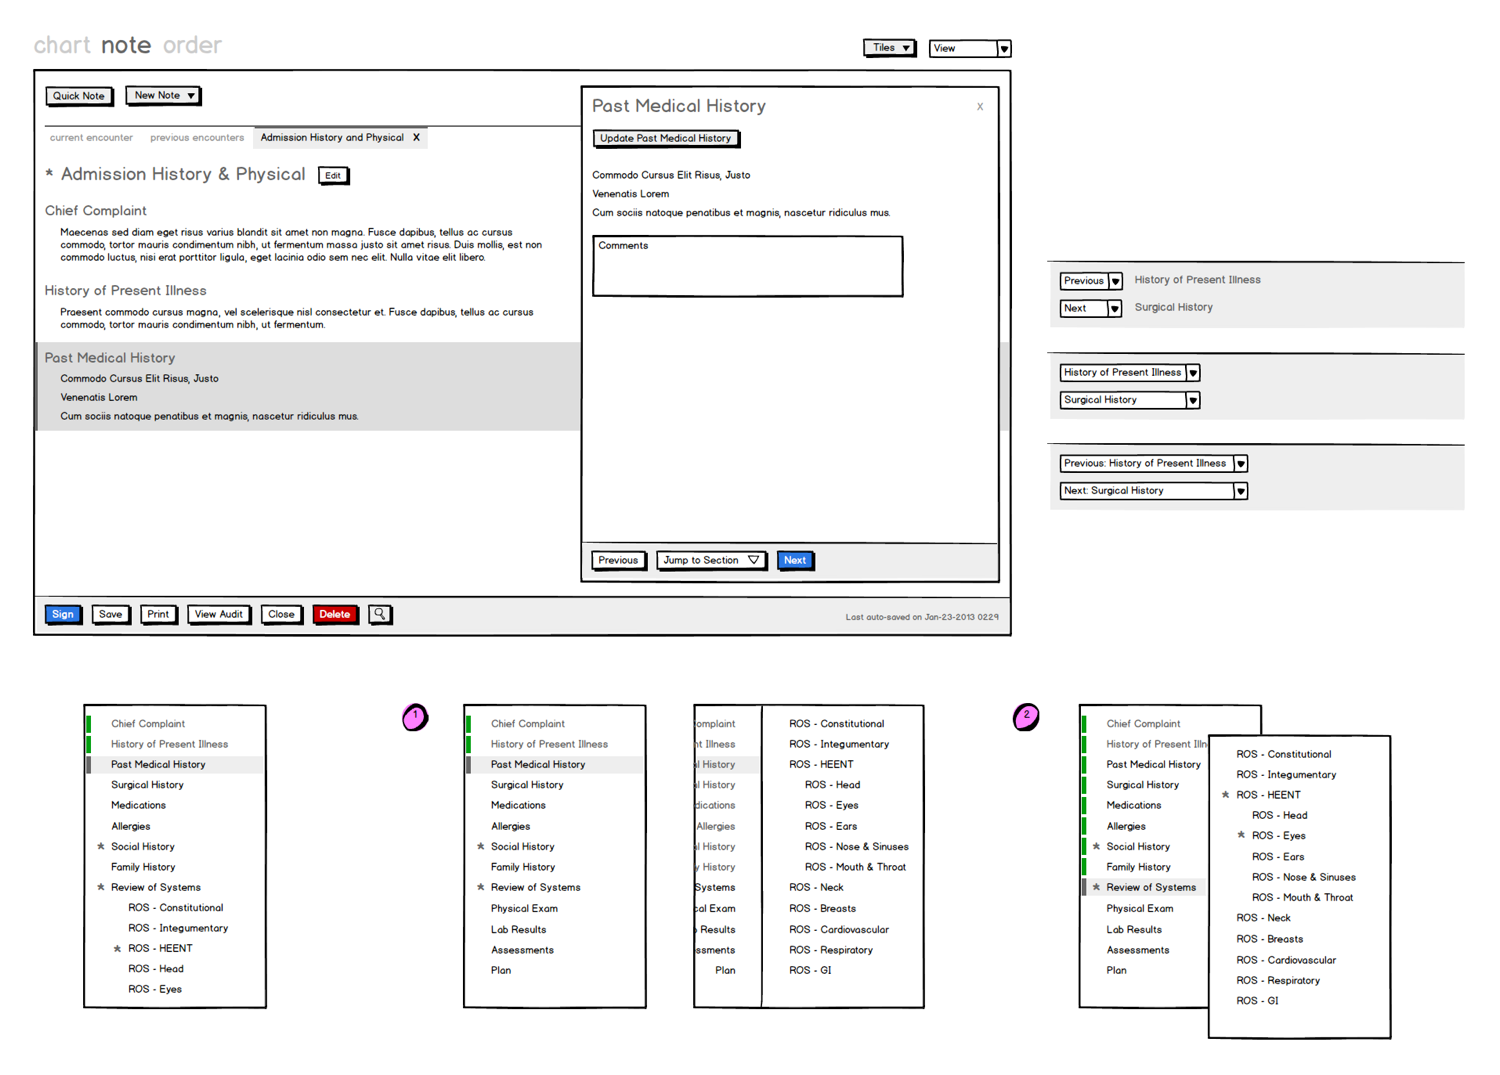 chart note order
Tiles
View
Quick Note
New Note
current encounter
previous encounters
Admission History and Physical X
* Admission History & Physical
Edit
Chief Complaint
Maecenas sed diam eget risus varius blandit sit amet non magna. Fusce dapibus, tellus ac cursus
commodo, tortor mauris condimentum nibh, ut fermentum massa justo sit amet risus. Duis mollis, est non
commodo luctus, nisi erat porttitor ligula, eget lacinia odio sem nec elit. Nulla vitae elit libero.
History of Present Illness
Praesent commodo cursus magna, vel scelerisque nisl consectetur et. Fusce dapibus, tellus ac cursus
commodo, tortor mauris condimentum nibh, ut fermentum.
Past Medical History
Commodo Cursus Elit Risus, Justo
Venenatis Lorem
Cum sociis natoque penatibus et magnis, nascetur ridiculus mus.
Past Medical History
x
Update Past Medical History
Commodo Cursus Elit Risus, Justo
Venenatis Lorem
Cum sociis natoque penatibus et magnis, nascetur ridiculus mus.
Comments
Previous
Jump to Section
Next
Sign
Save
Print
View Audit
Close
Delete
Last auto-saved on Jan-23-2013 0229
Previous
History of Present Illness
Next
Surgical History
History of Present Illness
Surgical History
Previous: History of Present Illness
Next: Surgical History
Chief Complaint
History of Present Illness
Past Medical History
Surgical History
Medications
Allergies
* Social History
Family History
* Review of Systems
ROS - Constitutional
ROS - Integumentary
* ROS - HEENT
ROS - Head
ROS - Eyes
1
Chief Complaint
History of Present Illness
Past Medical History
Surgical History
Medications
Allergies
* Social History
Family History
* Review of Systems
Physical Exam
Lab Results
Assessments
Plan
omplaint
nt Illness
l History
l History
dications
Allergies
l History
y History
Systems
cal Exam
b Results
ssments
Plan
ROS - Constitutional
ROS - Integumentary
ROS - HEENT
ROS - Head
ROS - Eyes
ROS - Ears
ROS - Nose & Sinuses
ROS - Mouth & Throat
ROS - Neck
ROS - Breasts
ROS - Cardiovascular
ROS - Respiratory
ROS - GI
2
Chief Complaint
History of Present Illn
Past Medical History
Surgical History
Medications
Allergies
* Social History
Family History
* Review of Systems
Physical Exam
Lab Results
Assessments
Plan
ROS - Constitutional
ROS - Integumentary
* ROS - HEENT
ROS - Head
* ROS - Eyes
ROS - Ears
ROS - Nose & Sinuses
ROS - Mouth & Throat
ROS - Neck
ROS - Breasts
ROS - Cardiovascular
ROS - Respiratory
ROS - GI